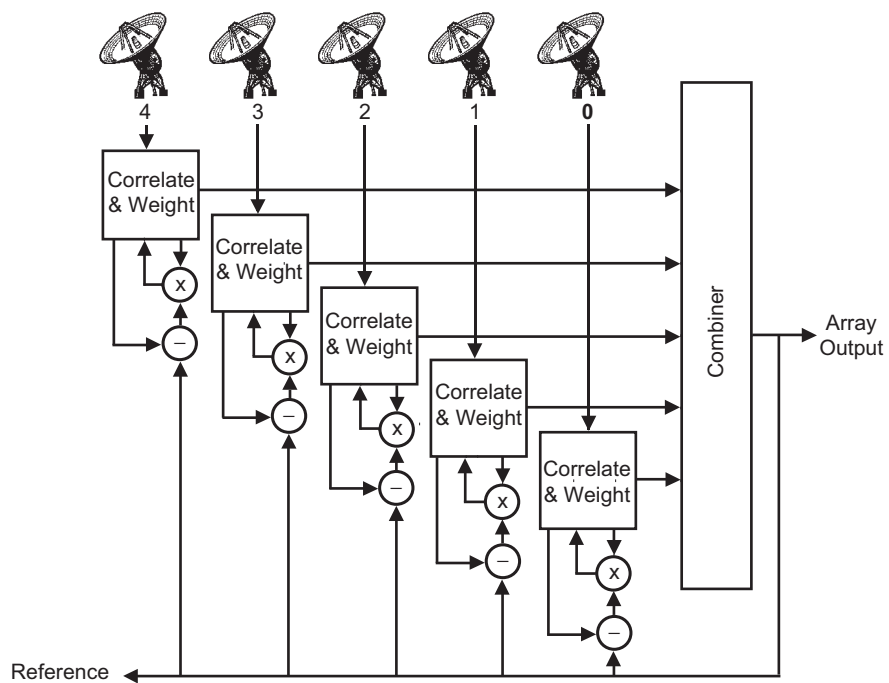 4 3 2 1 0
Correlate
& Weight
x
−
Correlate
& Weight
x
−
Correlate
& Weight
x
−
Correlate
& Weight
x
−
Correlate
& Weight
x
−
Combiner
Array
Output
Reference